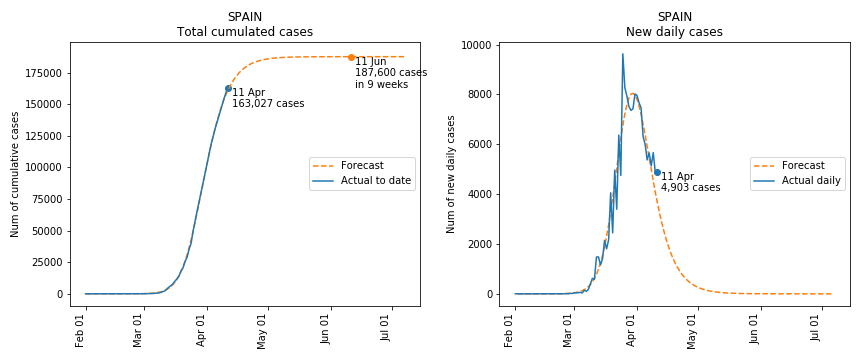 SPAIN
Total cumulated cases
Num of cumulative cases
175000
150000
125000
100000
75000
50000
25000
0
11 Jun
187,600 cases
in 9 weeks
11 Apr
163,027 cases
Forecast
Actual to date
Feb 01
Mar 01
Apr 01
May 01
Jun 01
Jul 01
SPAIN
New daily cases
Num of new daily cases
10000
8000
6000
4000
2000
0
11 Apr
4,903 cases
Forecast
Actual daily
Feb 01
Mar 01
Apr 01
May 01
Jun 01
Jul 01